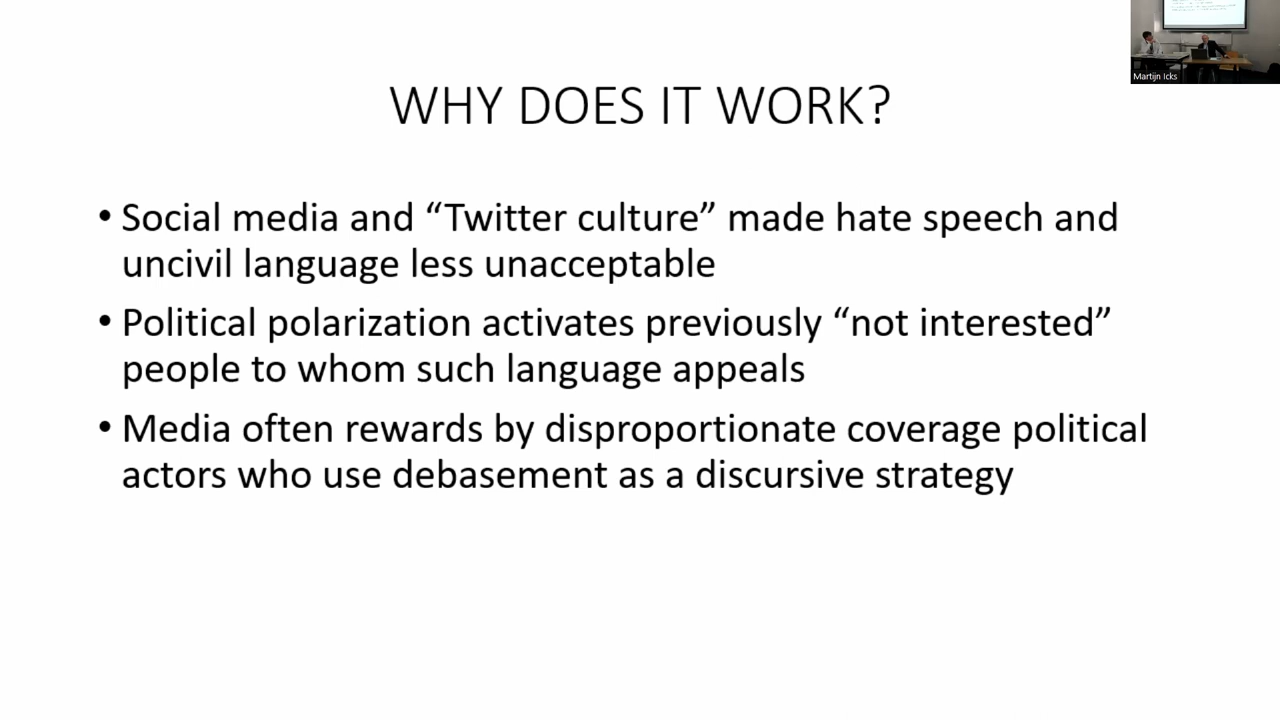 Martijn Icks
WHY DOES IT WORK?
• Social media and “Twitter culture” made hate speech and
uncivil language less unacceptable
• Political polarization activates previously “not interested”
people to whom such language appeals
• Media often rewards by disproportionate coverage political
actors who use debasement as a discursive strategy